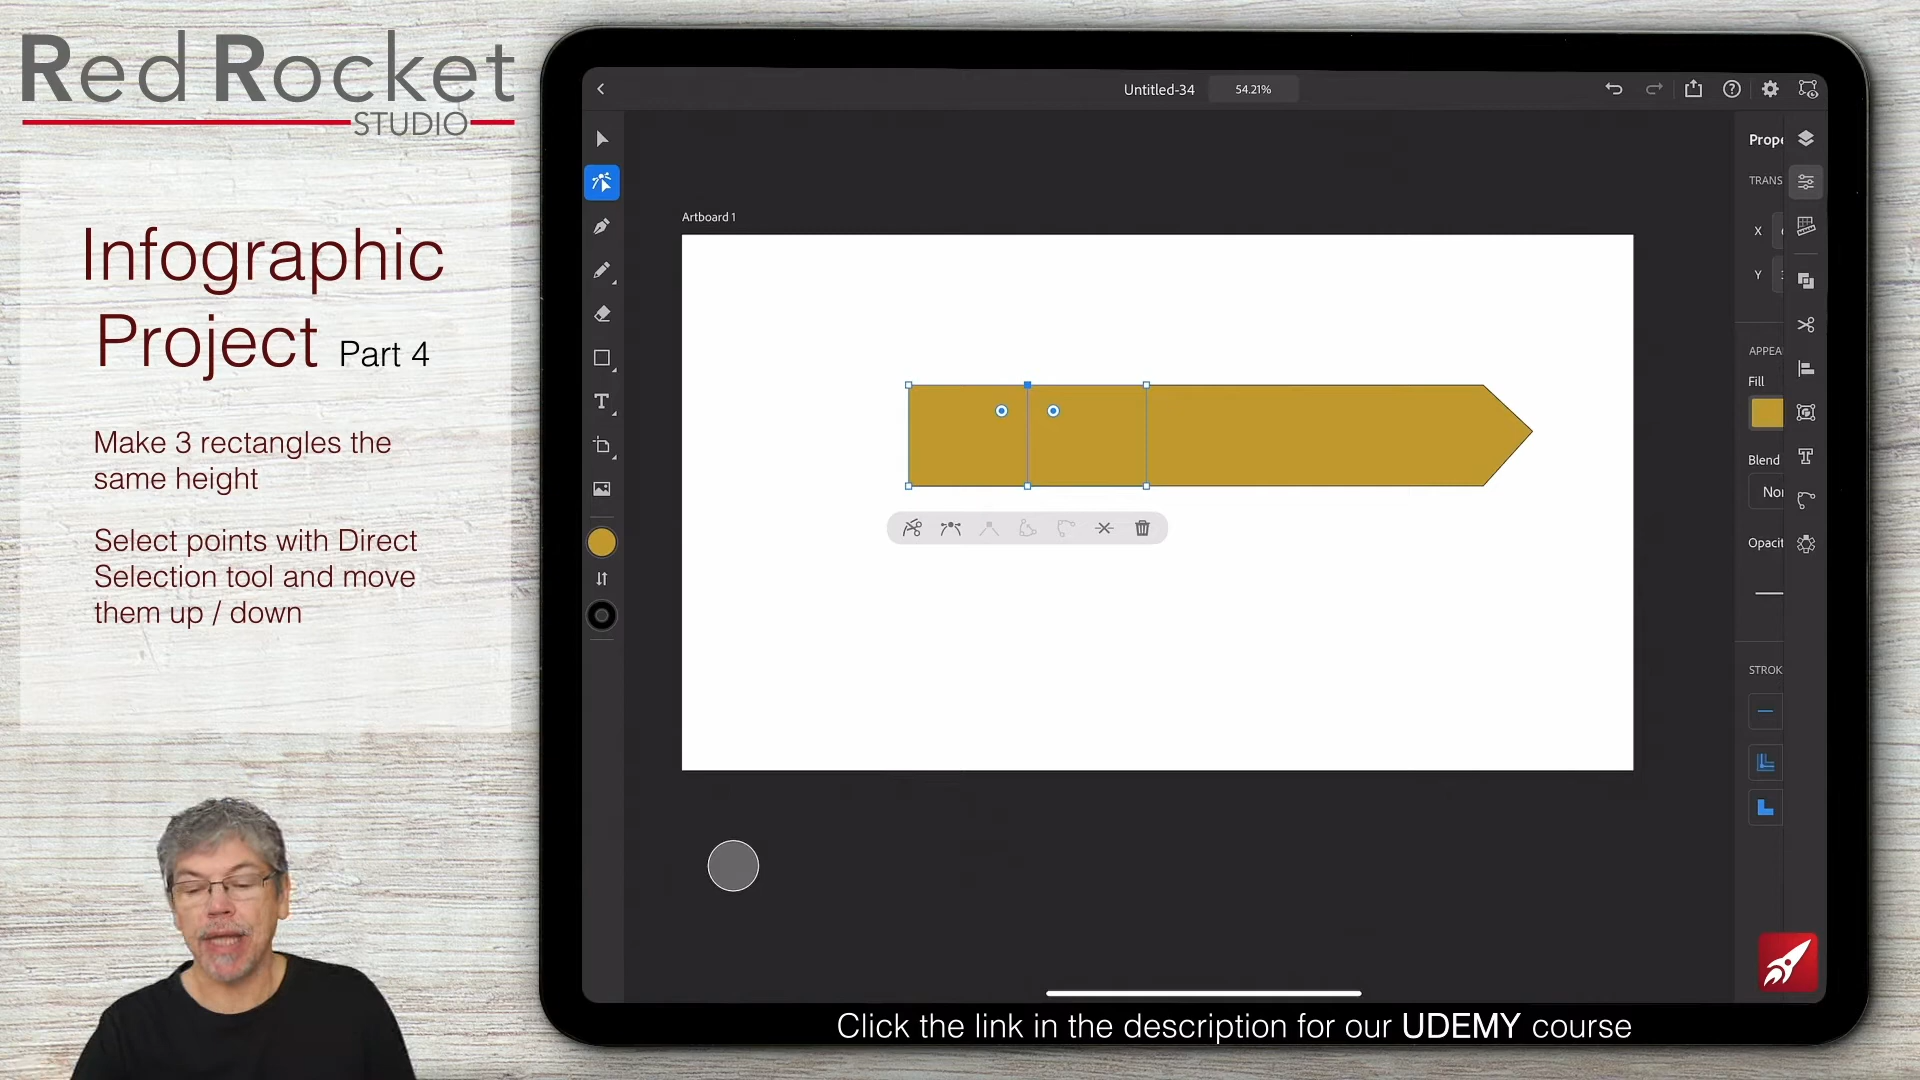 Red Rocket
STUDIO
Infographic
Project Part 4
Make 3 rectangles the
same height
Select points with Direct
Selection tool and move
them up / down
Untitled-34
54.21%
Artboard 1
Prope
TRANS
X
Y
APPEA
Fill
Blend
Nor
Opacit
STROK
Click the link in the description for our UDEMY course